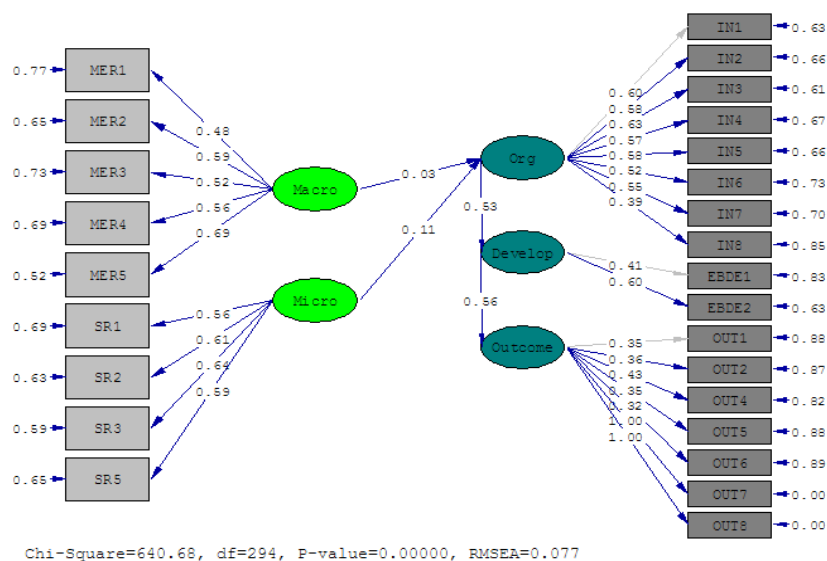 0.77 MER1
0.65 MER2
0.73 MER3
0.69 MER4
0.52 MER5
0.69 SR1
0.63 SR2
0.59 SR3
0.65 SR5
0.48
0.59
0.52
0.56
0.69
0.56
0.61
0.64
0.59
Macro
Micro
0.03
0.11
Org
0.53
Develop
0.56
Outcome
0.60
0.58
0.63
0.57
0.58
0.52
0.55
0.39
0.41
0.60
0.35
0.36
0.43
0.35
0.32
1.00
1.00
IN1 0.63
IN2 0.66
IN3 0.61
IN4 0.67
IN5 0.66
IN6 0.73
IN7 0.70
IN8 0.85
EBDE1 0.83
EBDE2 0.63
OUT1 0.88
OUT2 0.87
OUT4 0.82
OUT5 0.88
OUT6 0.89
OUT7 0.00
OUT8 0.00
Chi-Square=640.68, df=294, P-value=0.00000, RMSEA=0.077